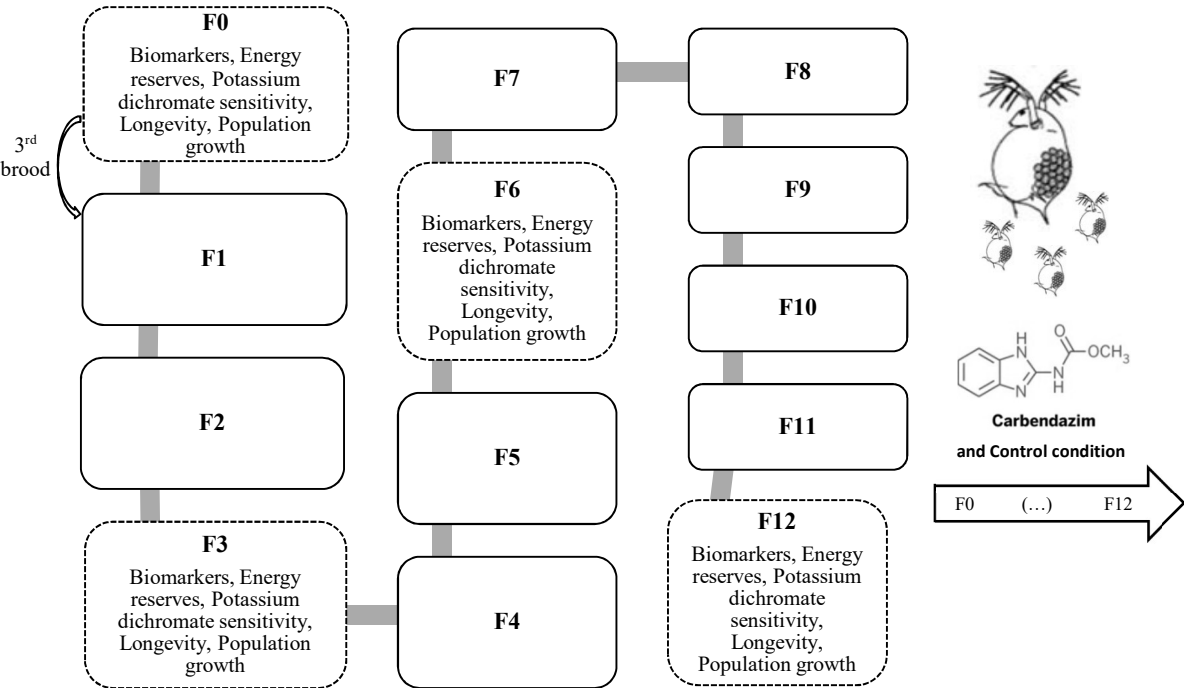 F0
Biomarkers, Energy
reserves, Potassium
dichromate sensitivity,
Longevity, Population
growth
3rd
brood
F1
F2
F3
Biomarkers, Energy
reserves, Potassium
dichromate sensitivity,
Longevity, Population
growth
F4
F5
F6
Biomarkers, Energy
reserves, Potassium
dichromate
sensitivity,
Longevity,
Population growth
F7
F8
F9
F10
F11
F12
Biomarkers, Energy
reserves, Potassium
dichromate
sensitivity,
Longevity,
Population growth
H
N
O
OCH3
N
H
N
Carbendazim
and Control condition
F0 (...) F12